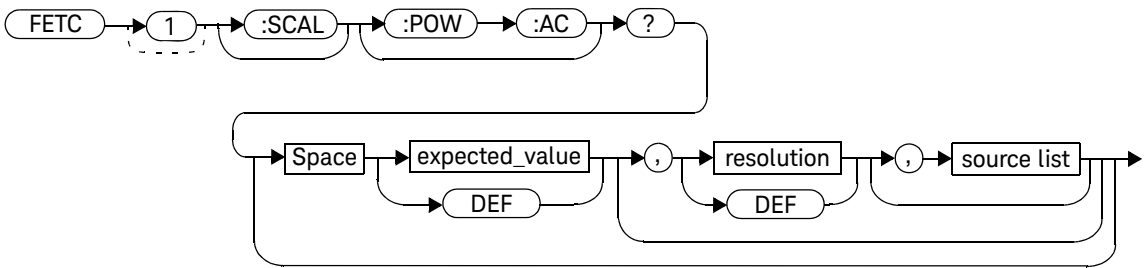 FETC 1 :SCAL :POW :AC ?
Space expected_value , resolution , source list
DEF DEF